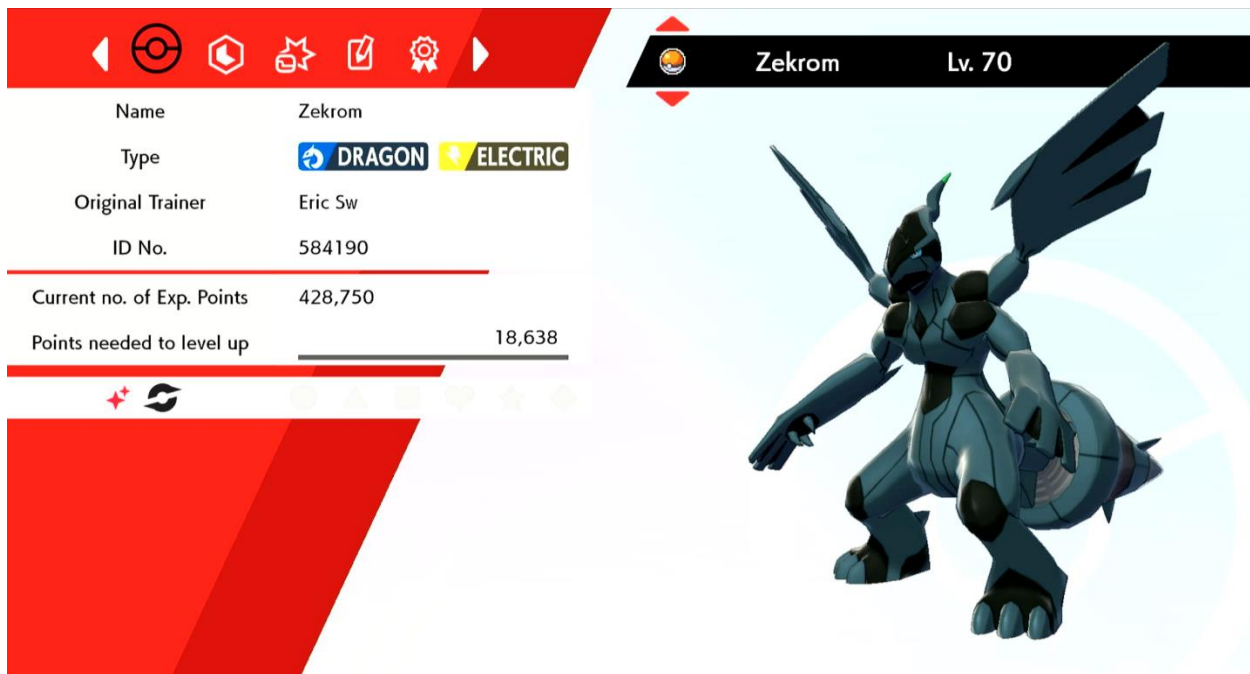 Zekrom Lv. 70
Name Zekrom
Type DRAGON ELECTRIC
Original Trainer Eric Sw
ID No. 584190
Current no. of Exp. Points 428,750
Points needed to level up 18,638